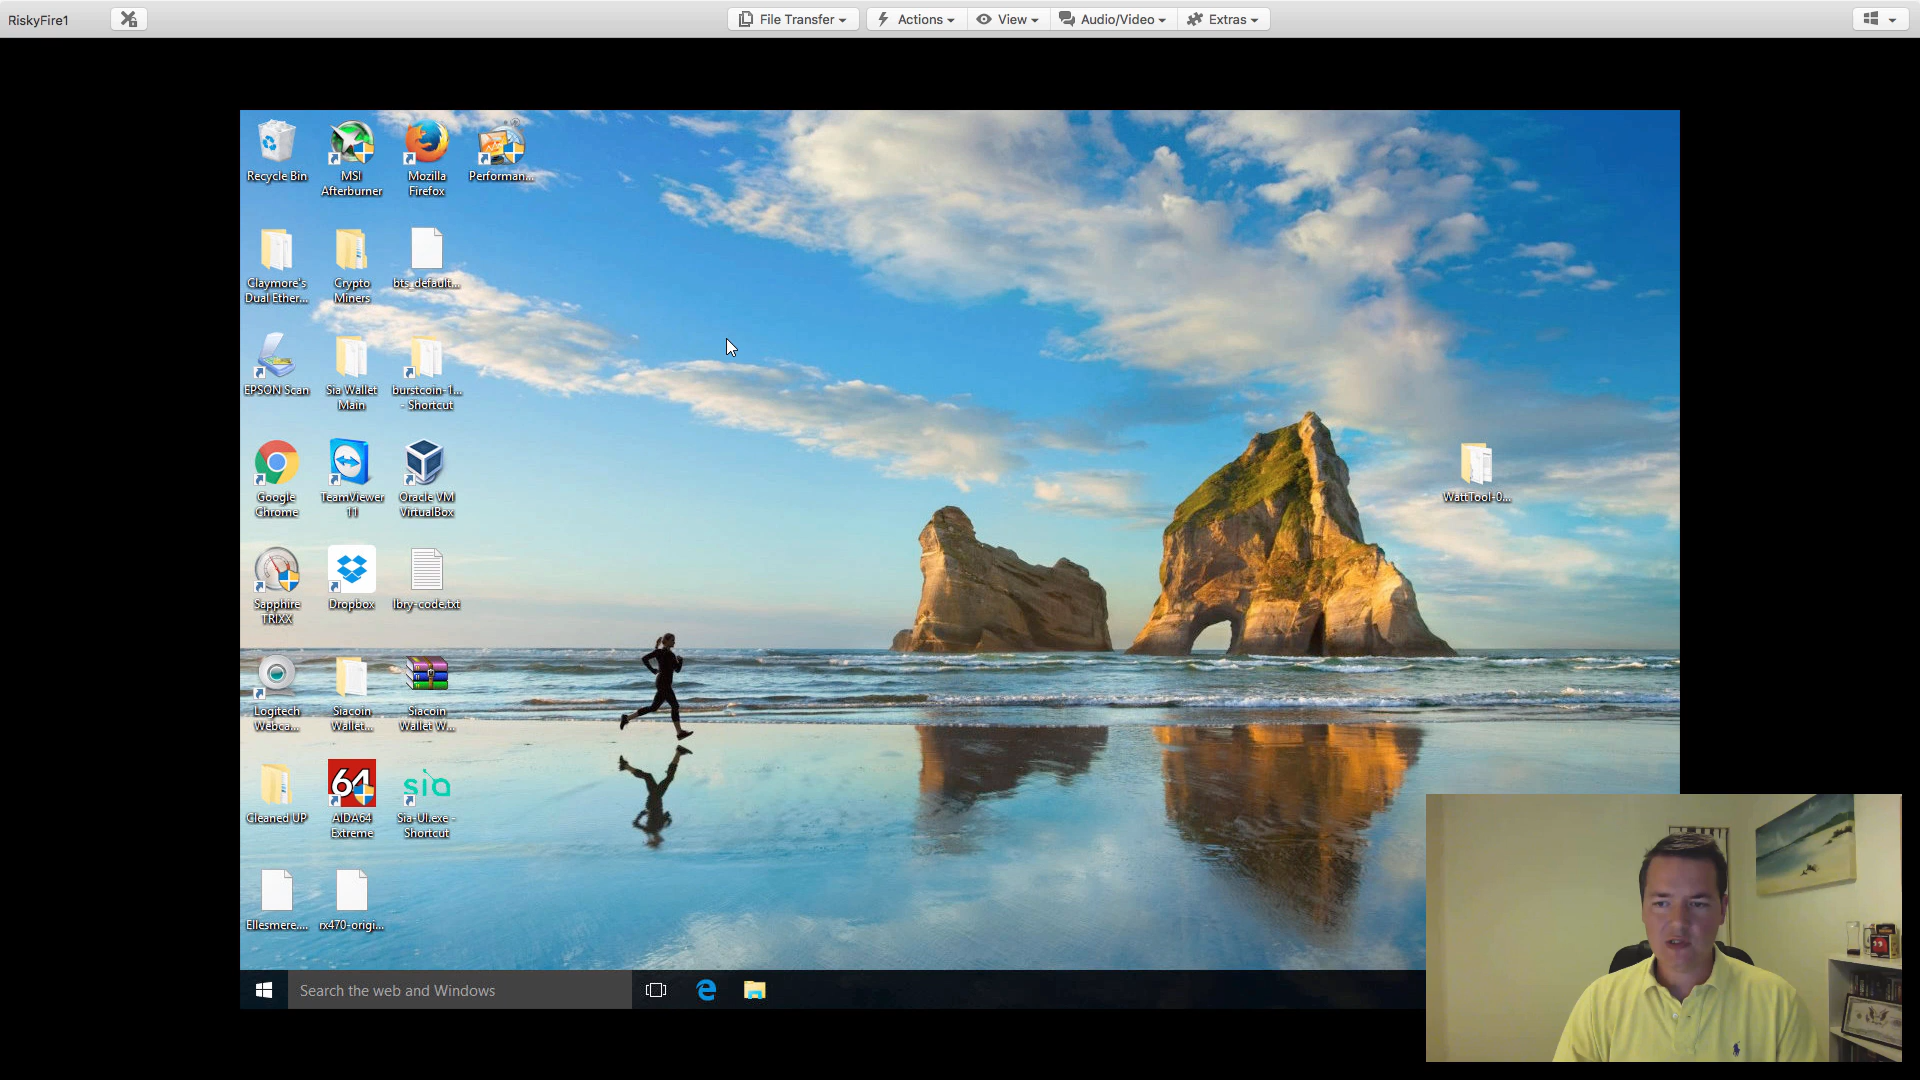 RiskyFire1
File Transfer
Actions
View
Audio/Video
Extras
Recycle Bin
MSI
Afterburner
Mozilla
Firefox
Performan...
Claymore's
Dual Ether...
Crypto
Miners
bts_default...
EPSON Scan
Sia Wallet
Main
burstcoin-1...
- Shortcut
Google
Chrome
TeamViewer
11
Oracle VM
VirtualBox
WattTool-0...
Sapphire
TRIXX
Dropbox
lbry-code.txt
Logitech
Webca...
Siacoin
Wallet...
Siacoin
Wallet W...
Cleaned UP
64
AIDA64
Extreme
sia
Sia-UI.exe -
Shortcut
Ellesmere....
rx470-origi...
Search the web and Windows